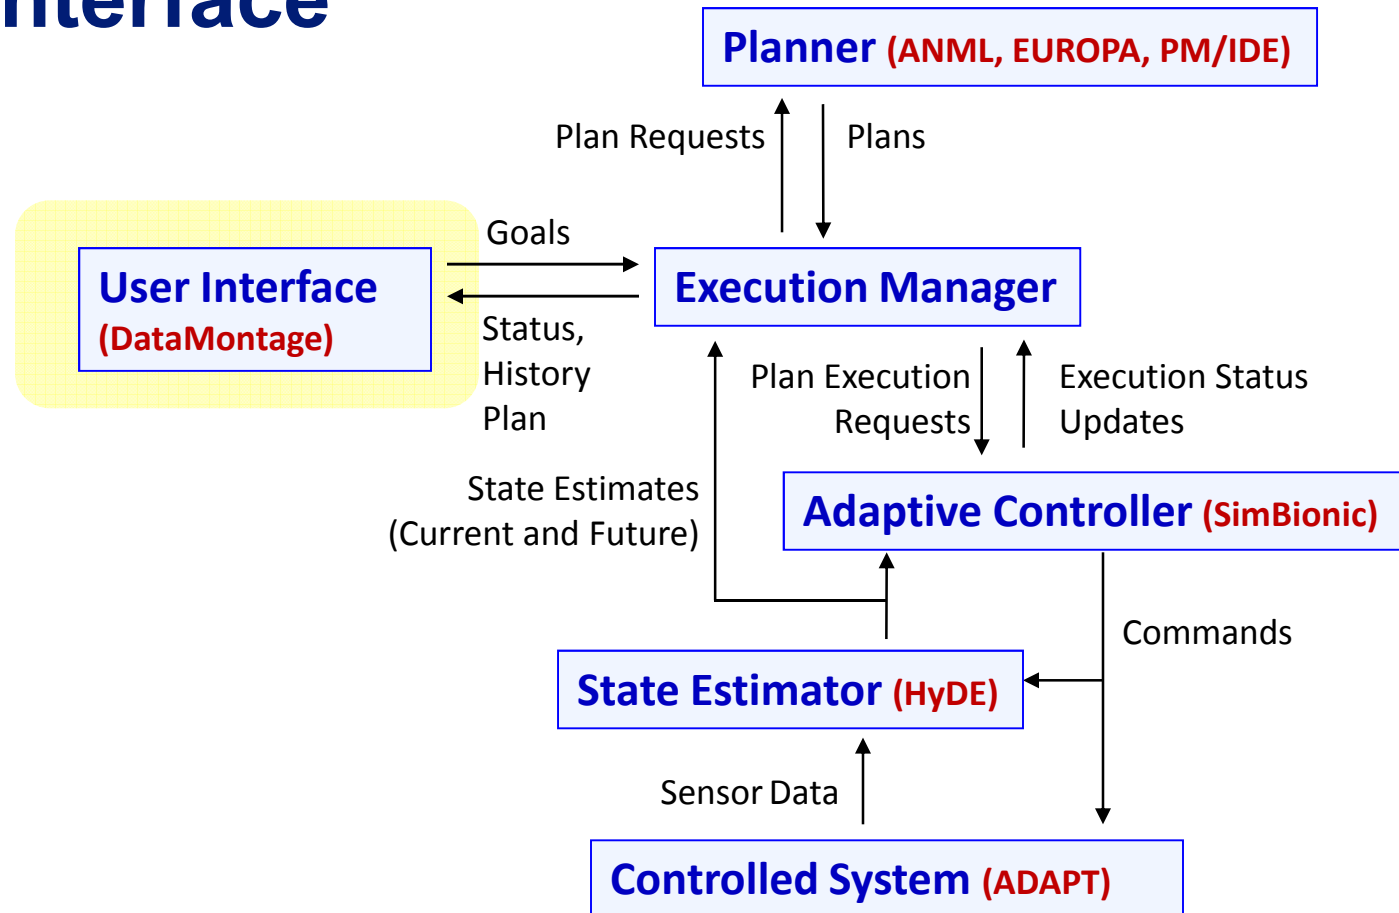 nterface
Planner (ANML, EUROPA, PM/IDE)
Plan Requests
Plans
Goals
User Interface
(DataMontage)
Execution Manager
Status,
History
Plan
Plan Execution
Requests
Execution Status
Updates
State Estimates
(Current and Future)
Adaptive Controller (SimBionic)
Commands
State Estimator (HyDE)
Sensor Data
Controlled System (ADAPT)